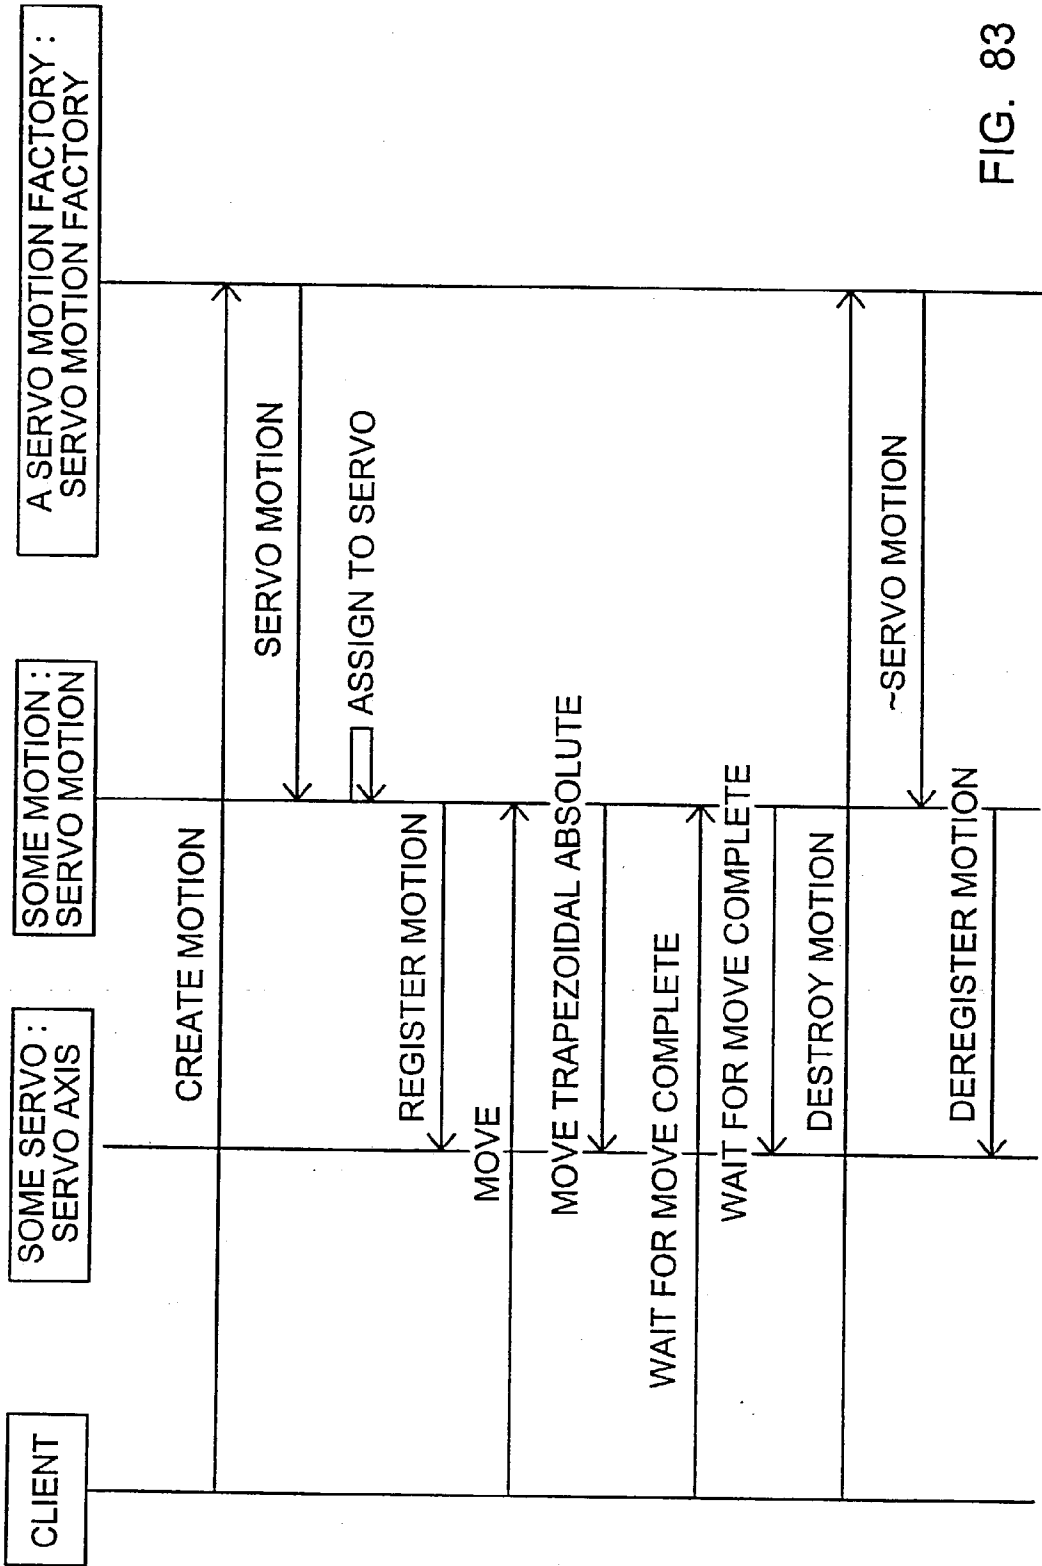 CLIENT
SOME SERVO :
SERVO AXIS
SOME MOTION :
SERVO MOTION
A SERVO MOTION FACTORY :
SERVO MOTION FACTORY
CREATE MOTION
SERVO MOTION
ASSIGN TO SERVO
REGISTER MOTION
MOVE
MOVE TRAPEZOIDAL ABSOLUTE
WAIT FOR MOVE COMPLETE
WAIT FOR MOVE COMPLETE
DESTROY MOTION
~SERVO MOTION
DEREGISTER MOTION
FIG. 83